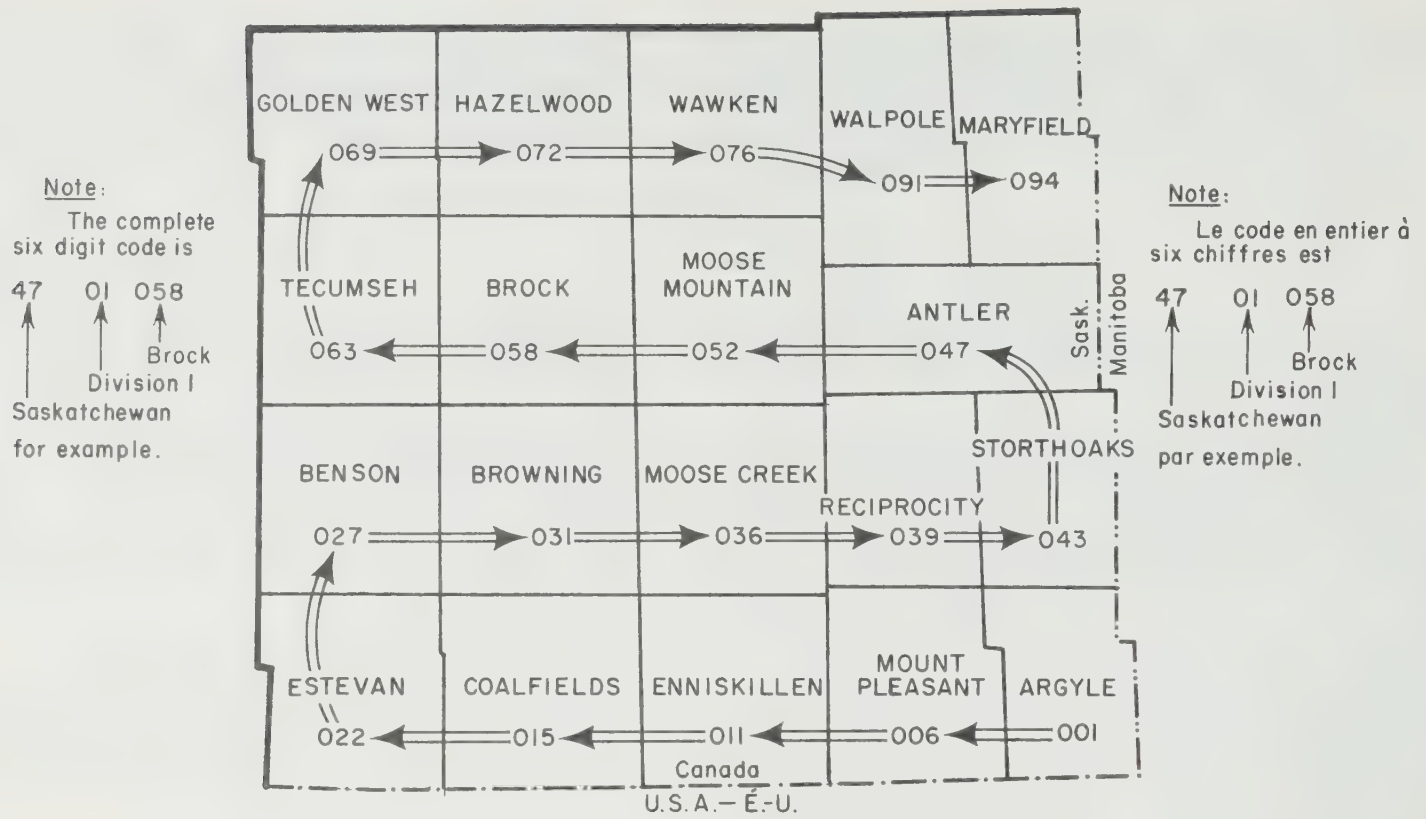 GOLDEN WEST
HAZELWOOD
WAWKEN
WALPOLE
MARYFIELD
069
072
076
091
094
Note:
The complete
six digit code is
47 01 058
Brock
Division 1
Saskatchewan
for example.
Note:
Le code en entier à
six chiffres est
47 01 058
Brock
Division 1
Saskatchewan
par exemple.
TECUMSEH
BROCK
MOOSE
MOUNTAIN
ANTLER
063
058
052
047
Sask.
Manitoba
BENSON
BROWNING
MOOSE CREEK
RECIPROCITY
STORTHOAKS
027
031
036
039
043
ESTEVAN
COALFIELDS
ENNISKILLEN
MOUNT
PLEASANT
ARGYLE
022
015
011
006
001
Canada
U.S.A.— É.-U.